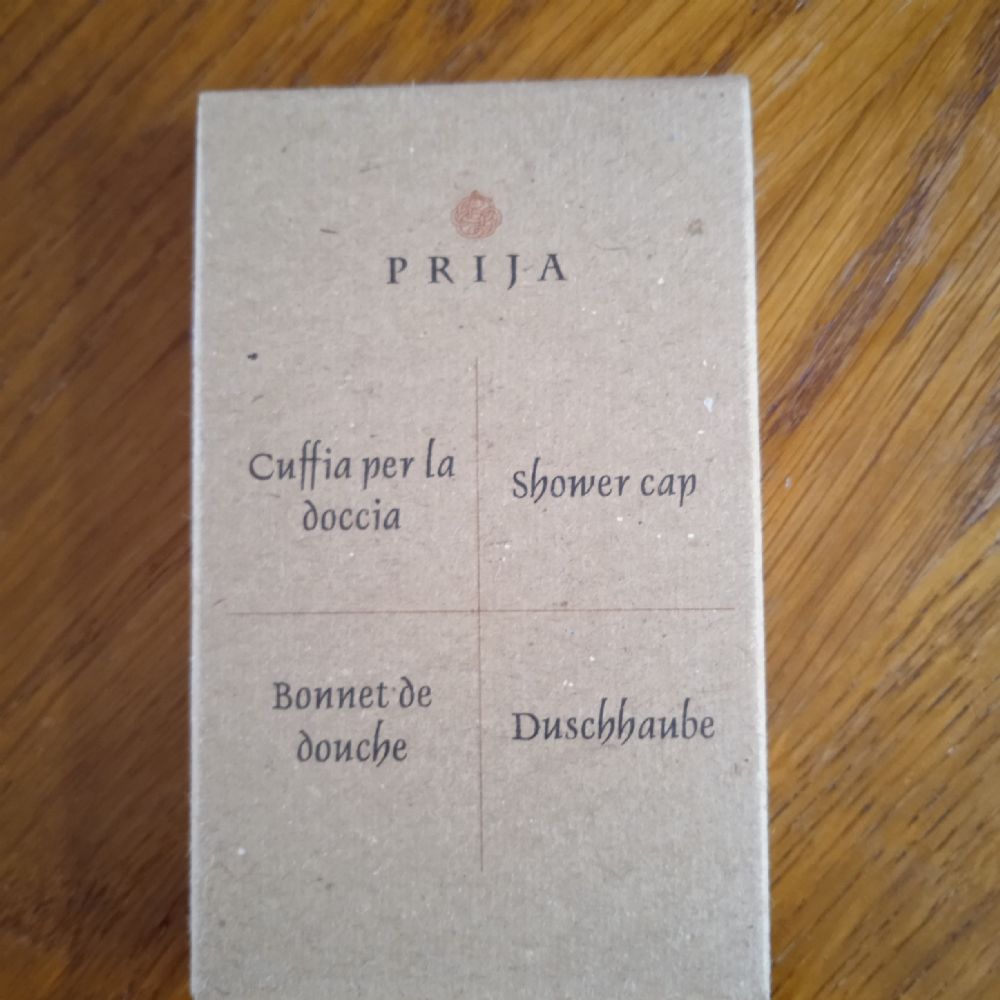 PRIJA
Cuffia per la
doccia
Shower cap
Bonnet de
douche
Duschhaube